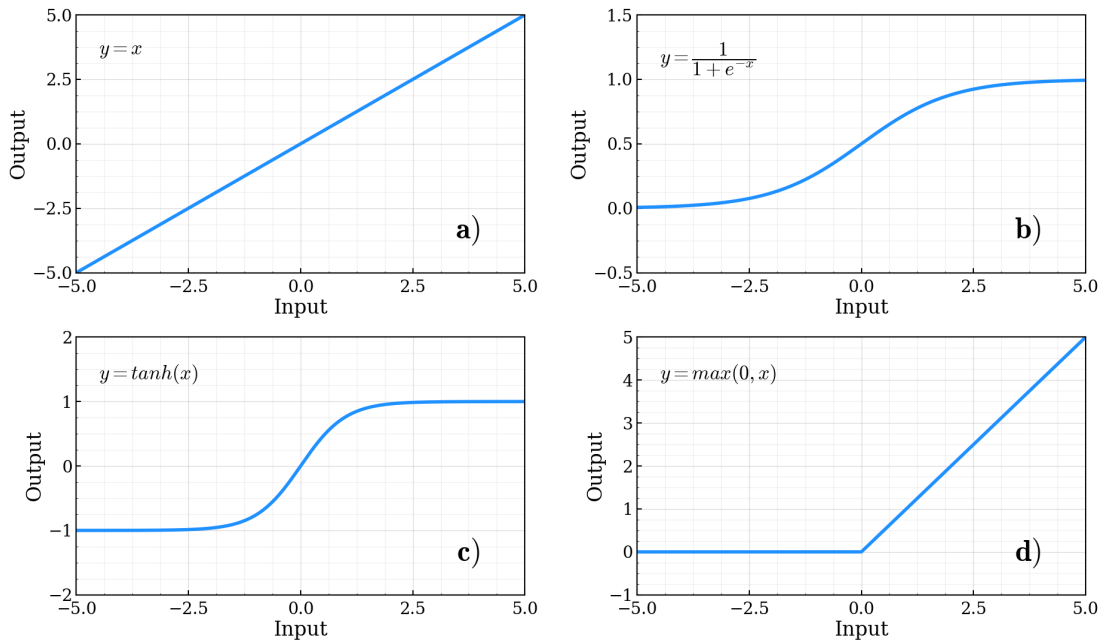 5.0
2.5
0.0
−2.5
−5.0
Output
y = x
a)
−5.0 −2.5 0.0 2.5 5.0
Input
1.5
1.0
0.5
0.0
−0.5
Output
y = 1 / 1 + e^{−x}
b)
−5.0 −2.5 0.0 2.5 5.0
Input
2
1
0
−1
−2
Output
y = tanh(x)
c)
−5.0 −2.5 0.0 2.5 5.0
Input
5
4
3
2
1
0
−1
Output
y = max(0, x)
d)
−5.0 −2.5 0.0 2.5 5.0
Input